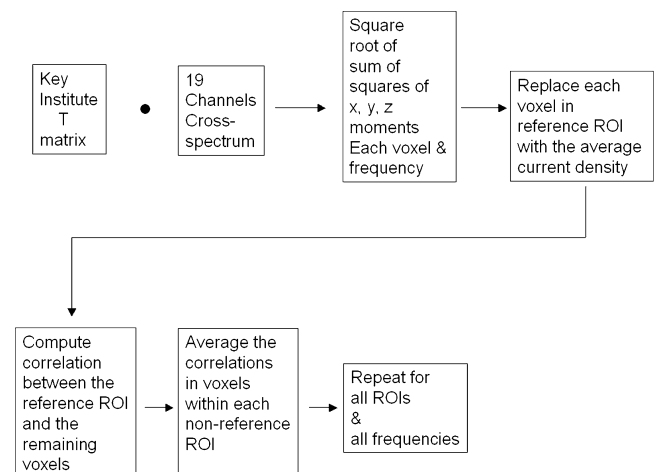 Key
Institute
T
matrix
19
Channels
Cross-
spectrum
Square
root of
sum of
squares of
x, y, z
moments
Each voxel &
frequency
Replace each
voxel in
reference ROI
with the average
current density
Compute
correlation
between the
reference ROI
and the
remaining
voxels
Average the
correlations
in voxels
within each
non-reference
ROI
Repeat for
all ROIs
&
all frequencies